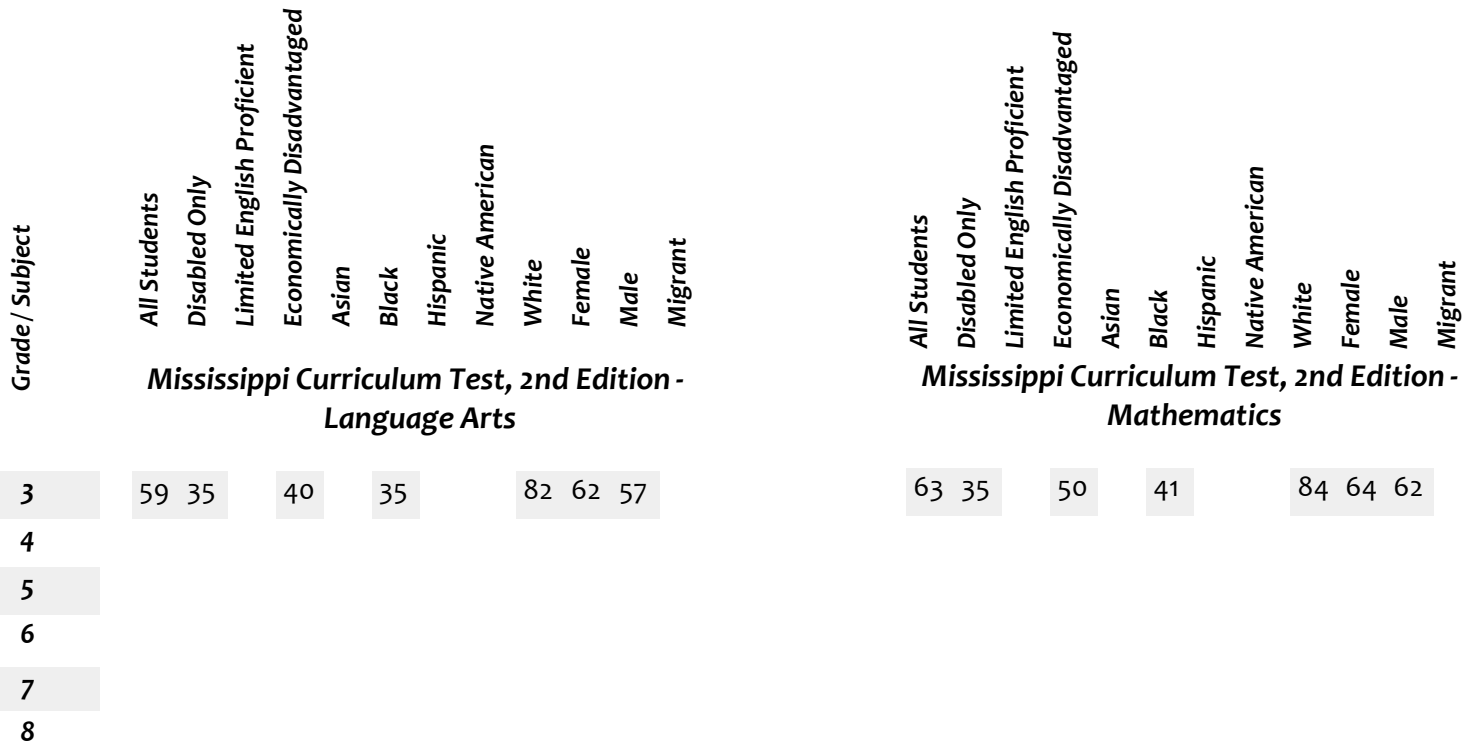 Grade / Subject
All Students
Disabled Only
Limited English Proficient
Economically Disadvantaged
Asian
Black
Hispanic
Native American
White
Female
Male
Migrant
Mississippi Curriculum Test, 2nd Edition -
Language Arts
All Students
Disabled Only
Limited English Proficient
Economically Disadvantaged
Asian
Black
Hispanic
Native American
White
Female
Male
Migrant
Mississippi Curriculum Test, 2nd Edition -
Mathematics
3 59 35 40 35 82 62 57 63 35 50 41 84 64 62
4
5
6
7
8